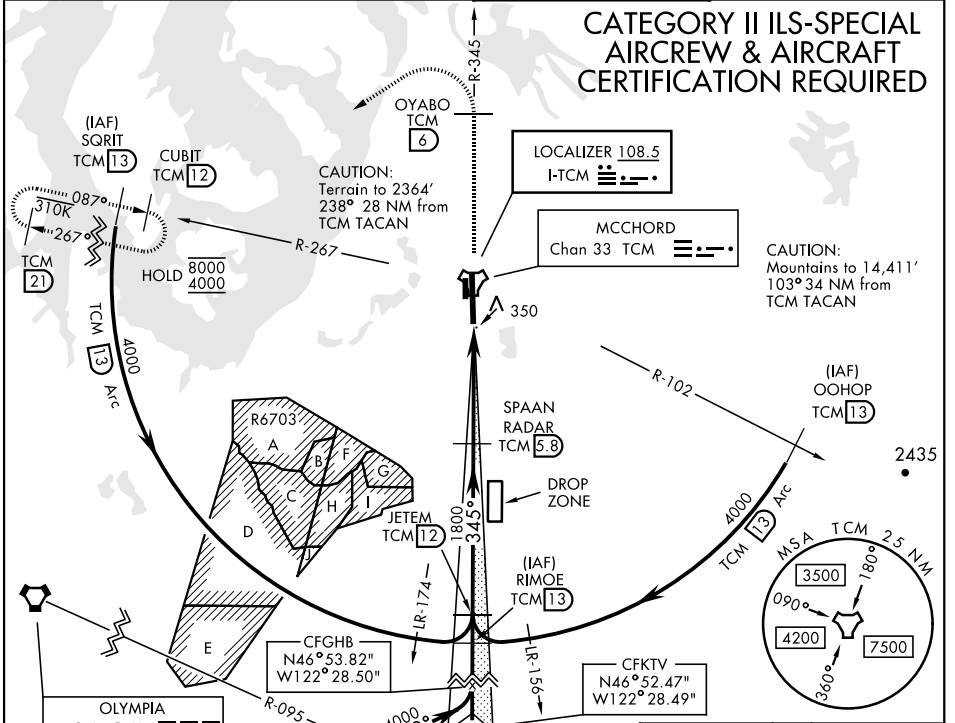 CATEGORY II ILS-SPECIAL
AIRCREW & AIRCRAFT
CERTIFICATION REQUIRED
R-345
OYABO
TCM
6
(IAF)
SQRIT
TCM 13
CUBIT
TCM 12
087°
310K
267°
TCM
21
HOLD 8000
4000
CAUTION:
Terrain to 2364'
238° 28 NM from
TCM TACAN
R-267
LOCALIZER 108.5
I-TCM
MCCHORD
Chan 33 TCM
CAUTION:
Mountains to 14,411'
103° 34 NM from
TCM TACAN
350
TCM 13 Arc
4000
R-102
(IAF)
OOHOP
TCM 13
2435
R6703
A
B
F
G
C
H
I
J
D
E
SPAAN
RADAR
TCM 5.8
DROP
ZONE
JETEM
TCM 12
1800
345°
(IAF)
RIMOE
TCM 13
4000
TCM 13 Arc
LR-174
LR-156
CFGHB
N46°53.82"
W122°28.50"
CFKTV
N46°52.47"
W122°28.49"
MSA TCM 25 NM
3500
180°
090°
4200
7500
360°
OLYMPIA
R-095
4000